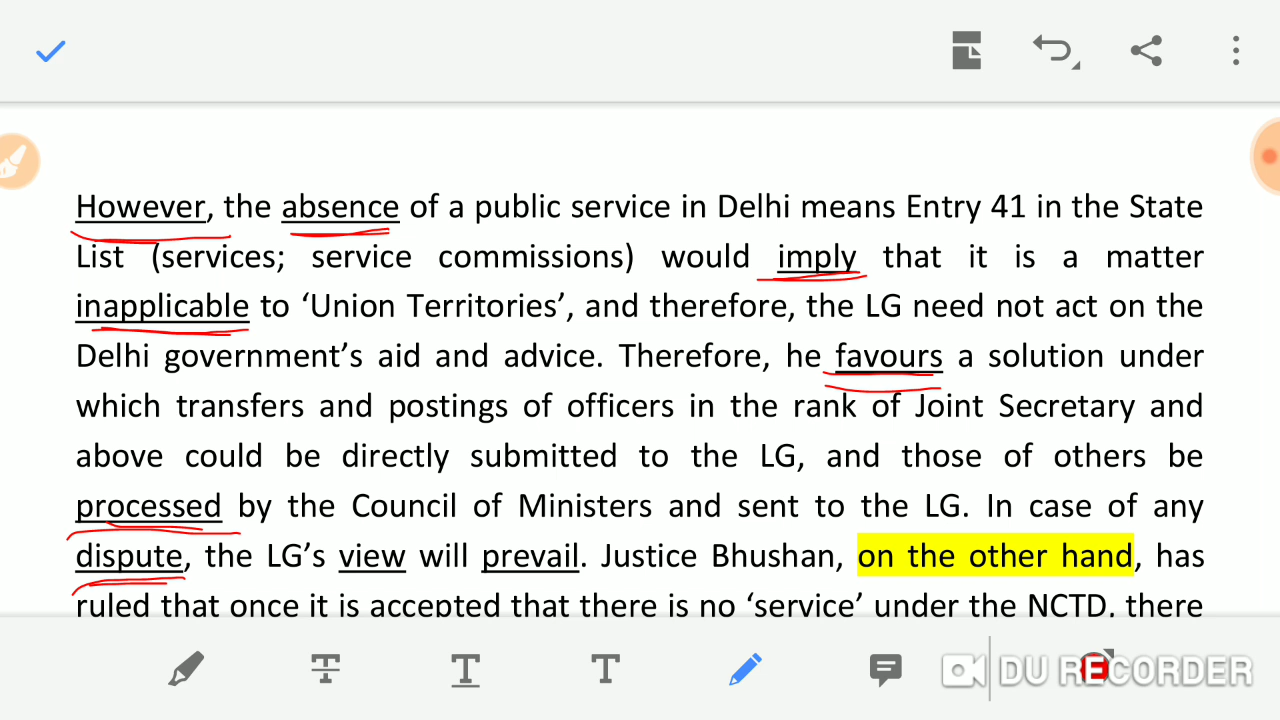 However, the absence of a public service in Delhi means Entry 41 in the State
List (services; service commissions) would imply that it is a matter
inapplicable to ‘Union Territories’, and therefore, the LG need not act on the
Delhi government’s aid and advice. Therefore, he favours a solution under
which transfers and postings of officers in the rank of Joint Secretary and
above could be directly submitted to the LG, and those of others be
processed by the Council of Ministers and sent to the LG. In case of any
dispute, the LG’s view will prevail. Justice Bhushan, on the other hand, has
ruled that once it is accepted that there is no ‘service’ under the NCTD, there
T T T
DU RECORDER